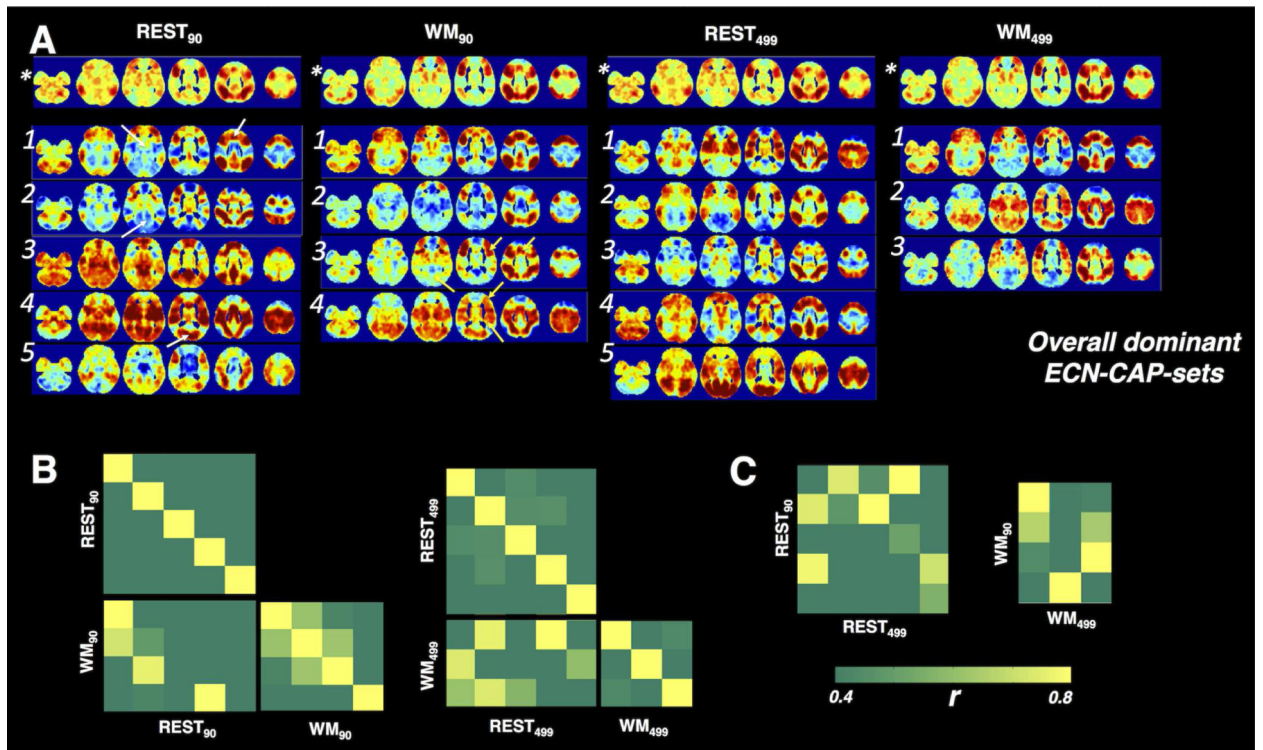 A
REST90
WM90
REST499
WM499
* * * *
1 1 1 1
2 2 2 2
3 3 3 3
4 4 4
5 5
Overall dominant
ECN-CAP-sets
B
REST90
WM90
REST90
WM90
REST499
WM499
REST499
WM499
C
REST90
REST499
WM90
WM499
0.4 r 0.8